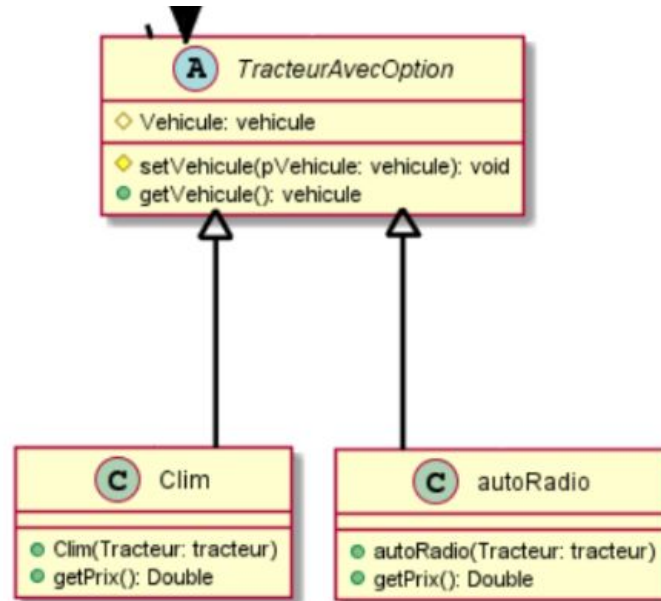 A TracteurAvecOption
Vehicule: vehicule
setVehicule(pVehicule: vehicule): void
getVehicule(): vehicule
C Clim
Clim(Tracteur: tracteur)
getPrix(): Double
C autoRadio
autoRadio(Tracteur: tracteur)
getPrix(): Double